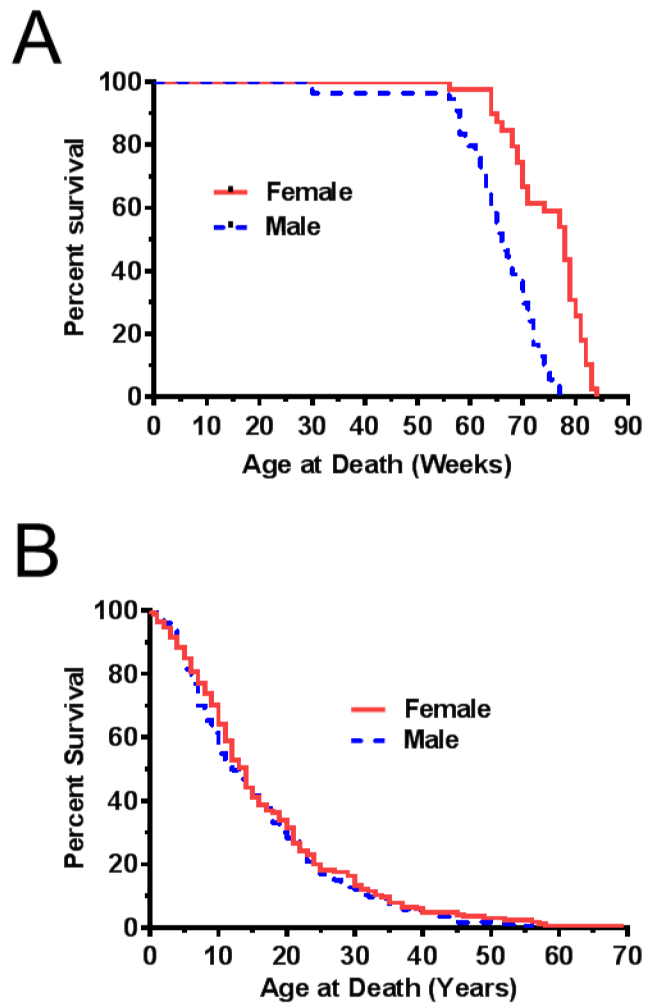 A
100
80
60
40
20
0
Percent survival
Female
Male
0 10 20 30 40 50 60 70 80 90
Age at Death (Weeks)
B
100
80
60
40
20
0
Percent Survival
Female
Male
0 10 20 30 40 50 60 70
Age at Death (Years)